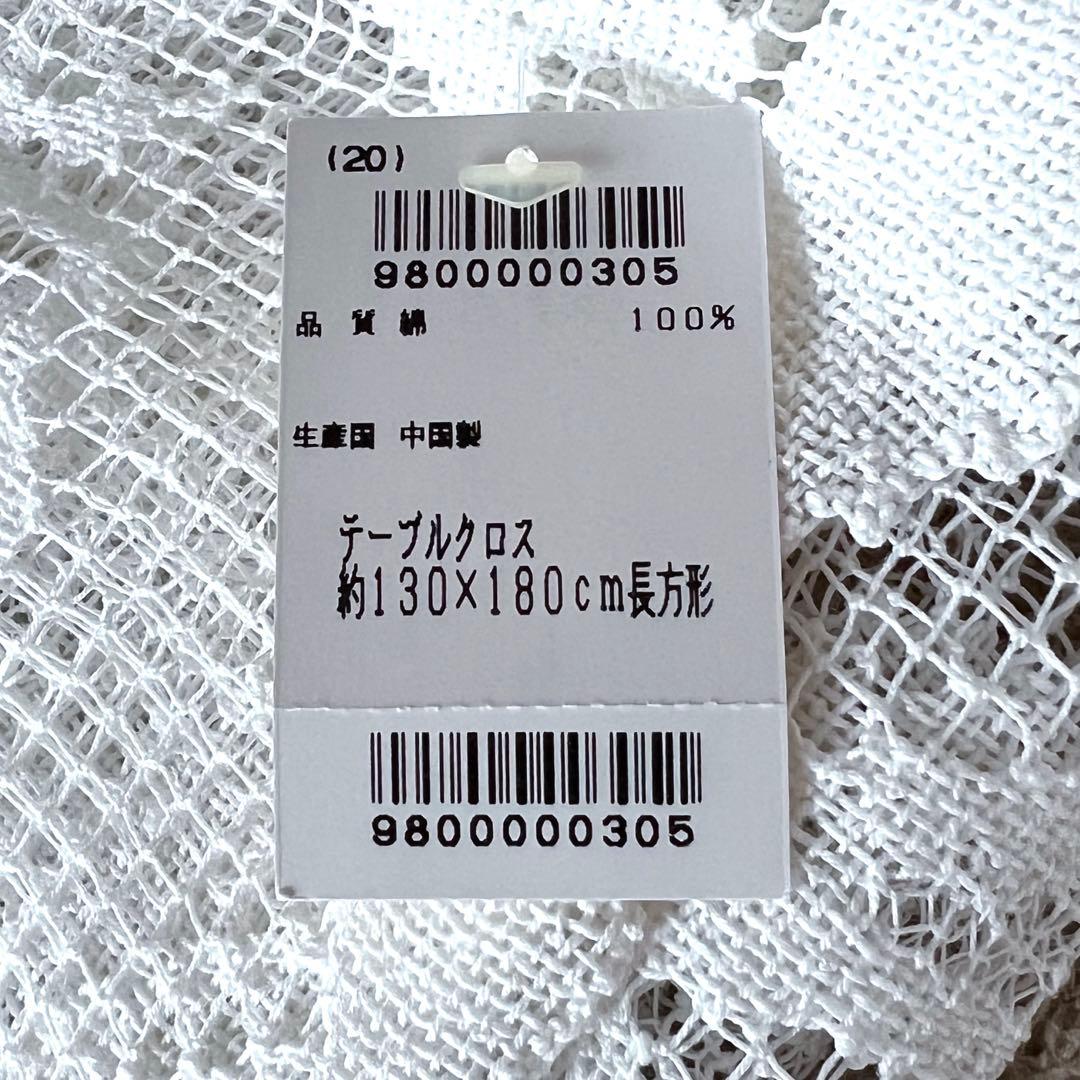 (20)
9800000305
品 質 綿 100%
生産国 中国製
テーブルクロス
約130×180cm長方形
9800000305